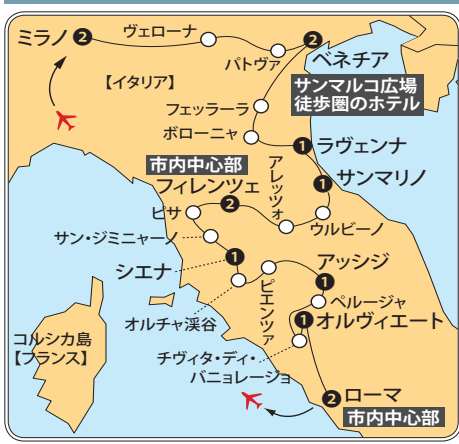 ミラノ
2
ヴェローナ
パトヴァ
2
ベネチア
サンマルコ広場
徒歩圏のホテル
【イタリア】
フェッラーラ
ボローニャ
1
ラヴェンナ
1
サンマリノ
市内中心部
フィレンツェ
2
アレッツォ
ピサ
ウルビーノ
サン・ジミニャーノ
シエナ
1
オルチャ渓谷
ピエンツァ
アッシジ
1
ペルージャ
1
オルヴィエート
チヴィタ・ディ・
バニョレージョ
コルシカ島
【フランス】
2
ローマ
市内中心部